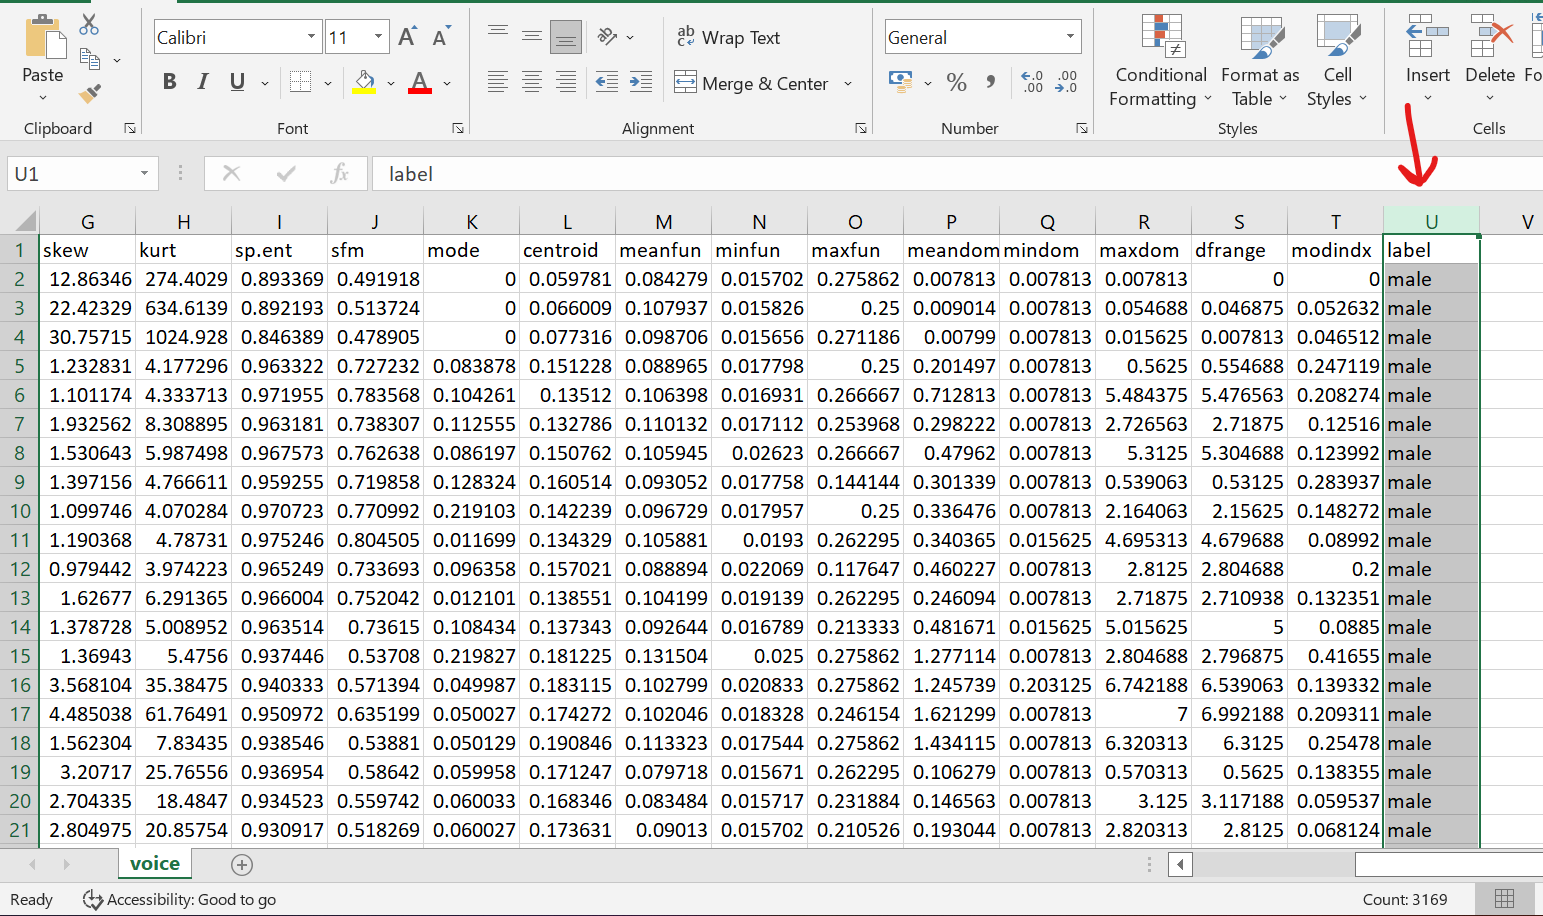 Calibri 11 A A ab Wrap Text General
c
Paste B I U A Merge & Center % , .0 .00 .00 .0 Conditional Format as Cell Insert Delete Fo
Formatting Table Styles
Clipboard Font Alignment Number Styles Cells
U1 fx label
G H I J K L M N O P Q R S T U V
1 skew kurt sp.ent sfm mode centroid meanfun minfun maxfun meandom mindom maxdom dfrange modindx label
2 12.86346 274.4029 0.893369 0.491918 0 0.059781 0.084279 0.015702 0.275862 0.007813 0.007813 0.007813 0 0 male
3 22.42329 634.6139 0.892193 0.513724 0 0.066009 0.107937 0.015826 0.25 0.009014 0.007813 0.054688 0.046875 0.052632 male
4 30.75715 1024.928 0.846389 0.478905 0 0.077316 0.098706 0.015656 0.271186 0.00799 0.007813 0.015625 0.007813 0.046512 male
5 1.232831 4.177296 0.963322 0.727232 0.083878 0.151228 0.088965 0.017798 0.25 0.201497 0.007813 0.5625 0.554688 0.247119 male
6 1.101174 4.333713 0.971955 0.783568 0.104261 0.13512 0.106398 0.016931 0.266667 0.712813 0.007813 5.484375 5.476563 0.208274 male
7 1.932562 8.308895 0.963181 0.738307 0.112555 0.132786 0.110132 0.017112 0.253968 0.298222 0.007813 2.726563 2.71875 0.12516 male
8 1.530643 5.987498 0.967573 0.762638 0.086197 0.150762 0.105945 0.02623 0.266667 0.47962 0.007813 5.3125 5.304688 0.123992 male
9 1.397156 4.766611 0.959255 0.719858 0.128324 0.160514 0.093052 0.017758 0.144144 0.301339 0.007813 0.539063 0.53125 0.283937 male
10 1.099746 4.070284 0.970723 0.770992 0.219103 0.142239 0.096729 0.017957 0.25 0.336476 0.007813 2.164063 2.15625 0.148272 male
11 1.190368 4.78731 0.975246 0.804505 0.011699 0.134329 0.105881 0.0193 0.262295 0.340365 0.015625 4.695313 4.679688 0.08992 male
12 0.979442 3.974223 0.965249 0.733693 0.096358 0.157021 0.088894 0.022069 0.117647 0.460227 0.007813 2.8125 2.804688 0.2 male
13 1.62677 6.291365 0.966004 0.752042 0.012101 0.138551 0.104199 0.019139 0.262295 0.246094 0.007813 2.71875 2.710938 0.132351 male
14 1.378728 5.008952 0.963514 0.73615 0.108434 0.137343 0.092644 0.016789 0.213333 0.481671 0.015625 5.015625 5 0.0885 male
15 1.36943 5.4756 0.937446 0.53708 0.219827 0.181225 0.131504 0.025 0.275862 1.277114 0.007813 2.804688 2.796875 0.41655 male
16 3.568104 35.38475 0.940333 0.571394 0.049987 0.183115 0.102799 0.020833 0.275862 1.245739 0.203125 6.742188 6.539063 0.139332 male
17 4.485038 61.76491 0.950972 0.635199 0.050027 0.174272 0.102046 0.018328 0.246154 1.621299 0.007813 7 6.992188 0.209311 male
18 1.562304 7.83435 0.938546 0.53881 0.050129 0.190846 0.113323 0.017544 0.275862 1.434115 0.007813 6.320313 6.3125 0.25478 male
19 3.20717 25.76556 0.936954 0.58642 0.059958 0.171247 0.079718 0.015671 0.262295 0.106279 0.007813 0.570313 0.5625 0.138355 male
20 2.704335 18.4847 0.934523 0.559742 0.060033 0.168346 0.083484 0.015717 0.231884 0.146563 0.007813 3.125 3.117188 0.059537 male
21 2.804975 20.85754 0.930917 0.518269 0.060027 0.173631 0.09013 0.015702 0.210526 0.193044 0.007813 2.820313 2.8125 0.068124 male
voice
Ready Accessibility: Good to go Count: 3169